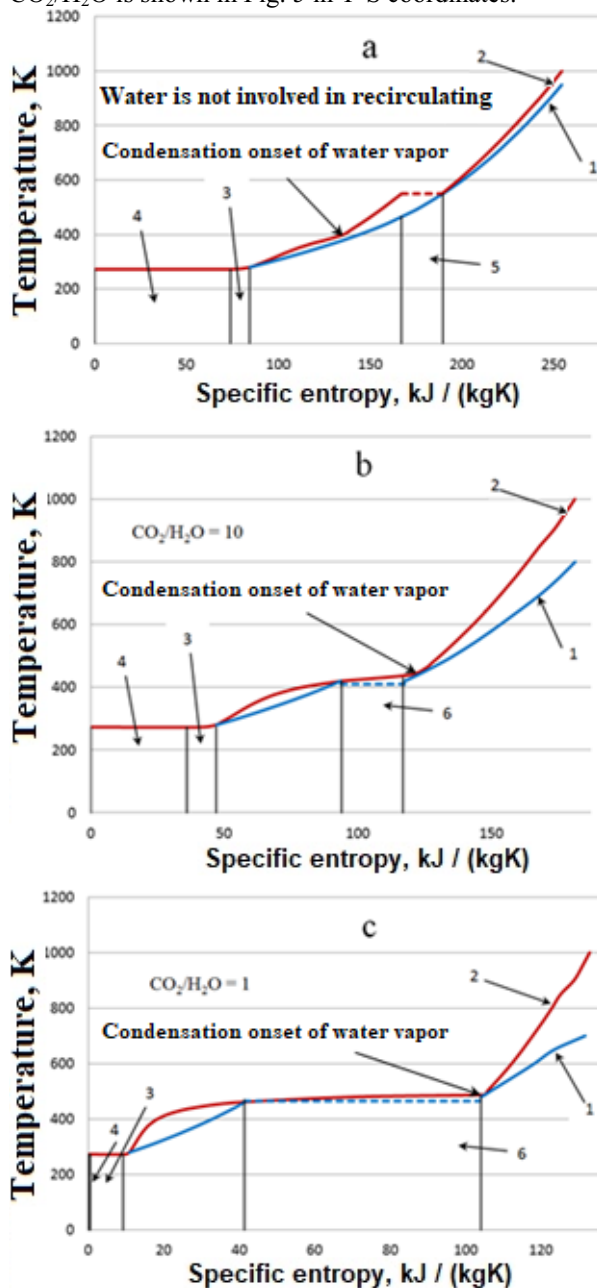 CO₂/H₂O is shown in Fig. 5 in T–S coordinates.
a
1000
800
600
400
200
0
Temperature, K
Water is not involved in recirculating
Condensation onset of water vapor
2
1
3
4
5
0 50 100 150 200 250
Specific entropy, kJ / (kgK)
b
1200
1000
800
600
400
200
0
Temperature, K
CO₂/H₂O = 10
Condensation onset of water vapor
2
1
3
4
6
0 50 100 150
Specific entropy, kJ / (kgK)
c
1200
1000
800
600
400
200
0
Temperature, K
CO₂/H₂O = 1
Condensation onset of water vapor
2
1
3
4
6
0 20 40 60 80 100 120
Specific entropy, kJ / (kgK)